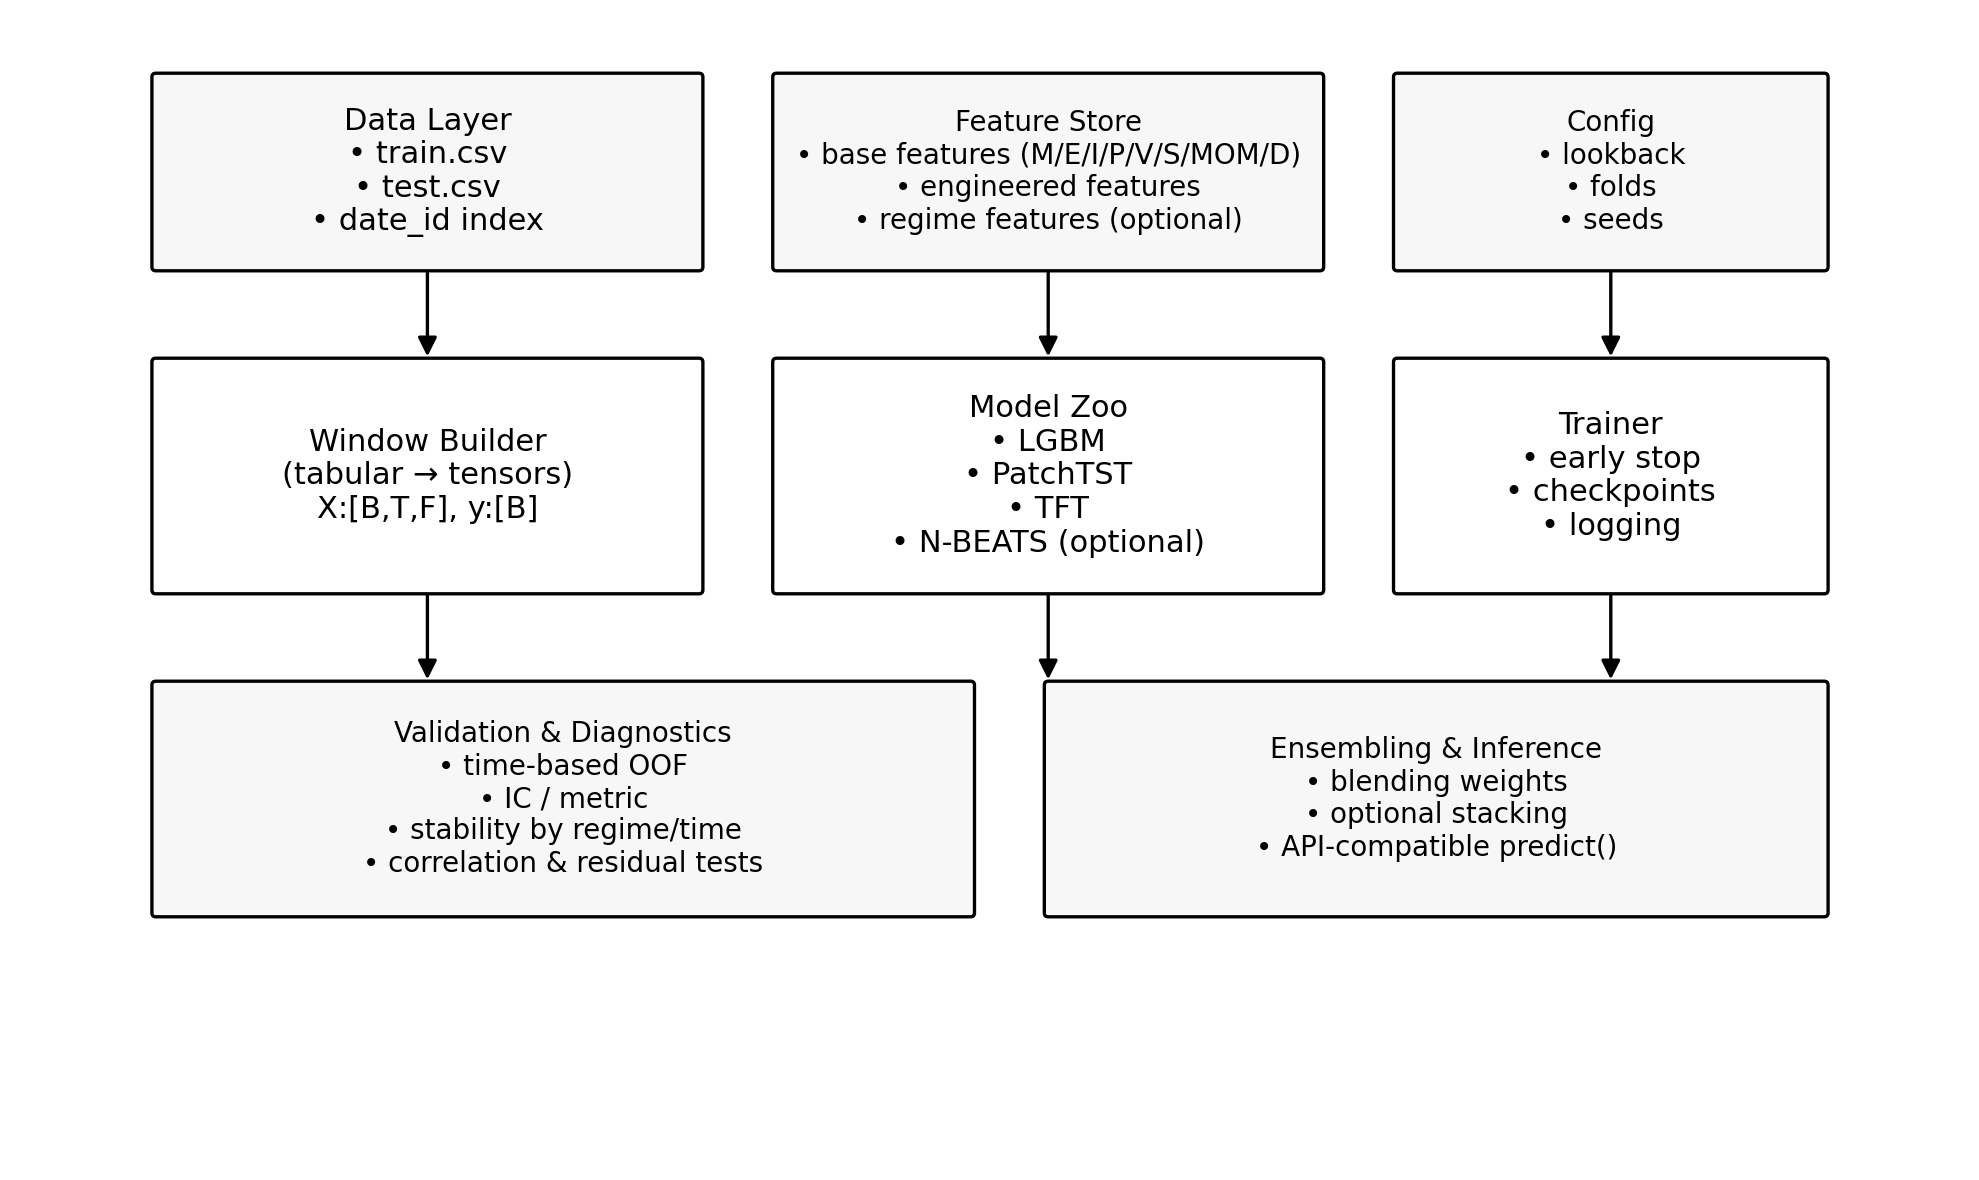 Data Layer
• train.csv
• test.csv
• date_id index
Feature Store
• base features (M/E/I/P/V/S/MOM/D)
• engineered features
• regime features (optional)
Config
• lookback
• folds
• seeds
Window Builder
(tabular → tensors)
X:[B,T,F], y:[B]
Model Zoo
• LGBM
• PatchTST
• TFT
• N-BEATS (optional)
Trainer
• early stop
• checkpoints
• logging
Validation & Diagnostics
• time-based OOF
• IC / metric
• stability by regime/time
• correlation & residual tests
Ensembling & Inference
• blending weights
• optional stacking
• API-compatible predict()